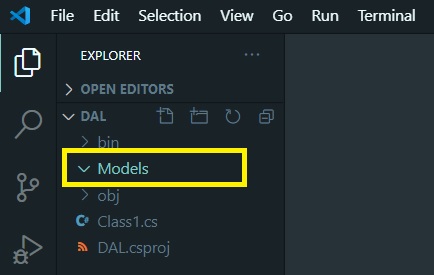 File Edit Selection View Go Run Terminal
EXPLORER
OPEN EDITORS
DAL
bin
Models
obj
Class1.cs
DAL.csproj